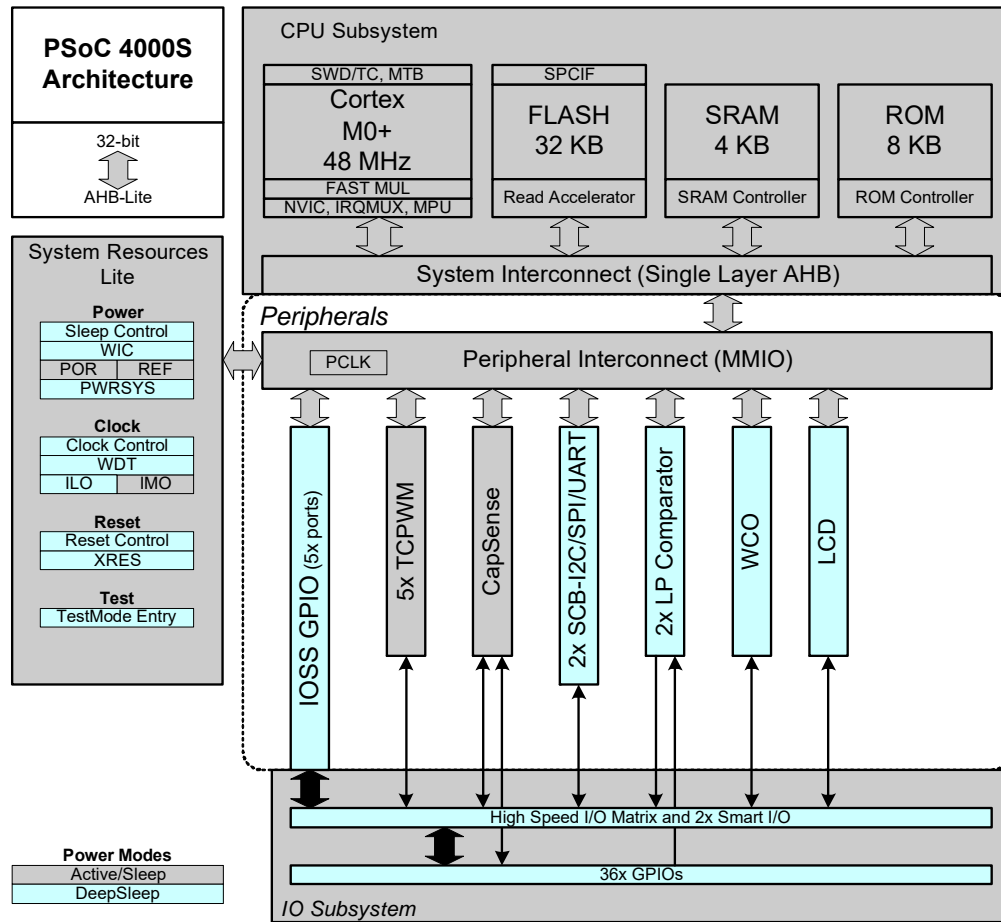 PSoC 4000S
Architecture
32-bit
AHB-Lite
CPU Subsystem
SWD/TC, MTB
Cortex
M0+
48 MHz
FAST MUL
NVIC, IRQMUX, MPU
SPCIF
FLASH
32 KB
Read Accelerator
SRAM
4 KB
SRAM Controller
ROM
8 KB
ROM Controller
System Interconnect (Single Layer AHB)
System Resources
Lite
Power
Sleep Control
WIC
POR REF
PWRSYS
Clock
Clock Control
WDT
ILO IMO
Reset
Reset Control
XRES
Test
TestMode Entry
Peripherals
PCLK
Peripheral Interconnect (MMIO)
IOSS GPIO (5x ports)
5x TCPWM
CapSense
2x SCB-I2C/SPI/UART
2x LP Comparator
WCO
LCD
High Speed I/O Matrix and 2x Smart I/O
36x GPIOs
IO Subsystem
Power Modes
Active/Sleep
DeepSleep